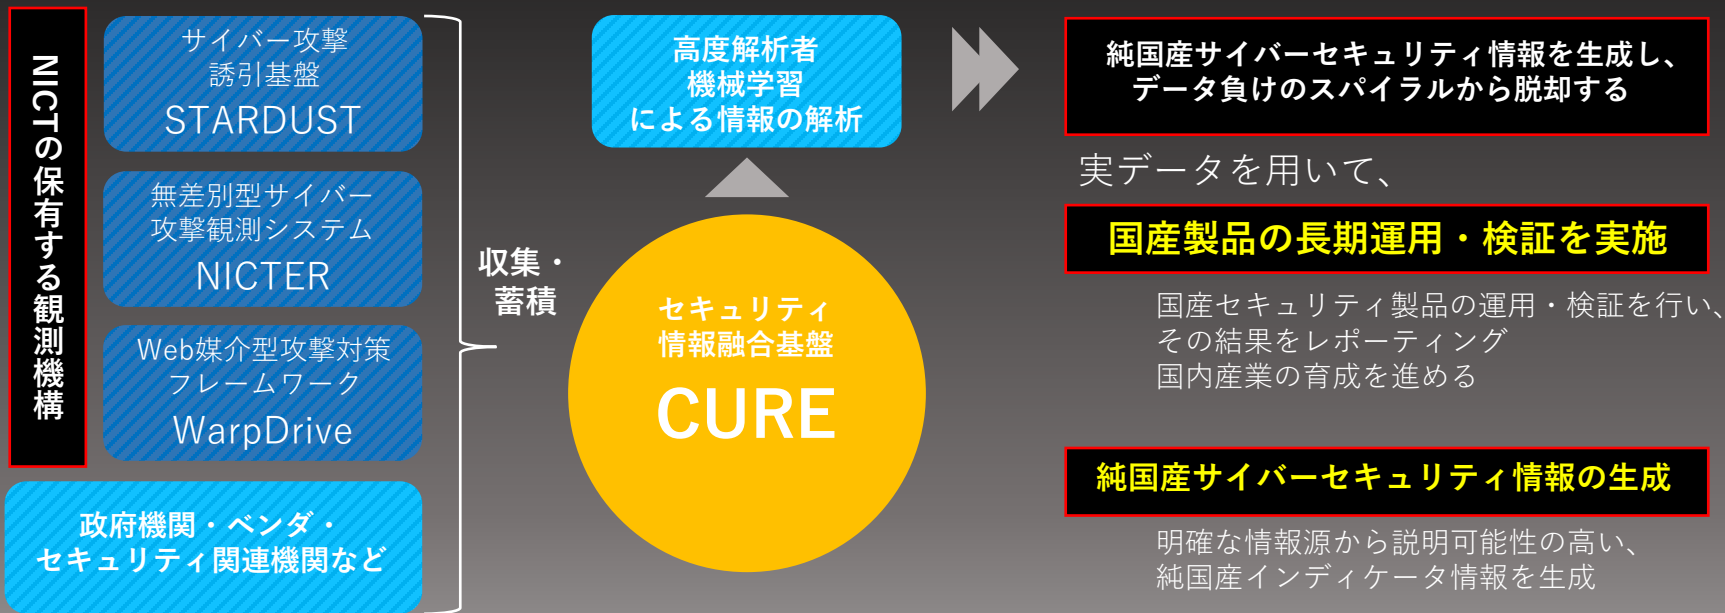 NICTの保有する観測機構
サイバー攻撃
誘引基盤
STARDUST
無差別型サイバー
攻撃観測システム
NICTER
Web媒介型攻撃対策
フレームワーク
WarpDrive
政府機関・ベンダ・
セキュリティ関連機関など
収集・
蓄積
高度解析者
機械学習
による情報の解析
セキュリティ
情報融合基盤
CURE
純国産サイバーセキュリティ情報を生成し、
データ負けのスパイラルから脱却する
実データを用いて、
国産製品の長期運用・検証を実施
国産セキュリティ製品の運用・検証を行い、
その結果をレポーティング
国内産業の育成を進める
純国産サイバーセキュリティ情報の生成
明確な情報源から説明可能性の高い、
純国産インディケータ情報を生成